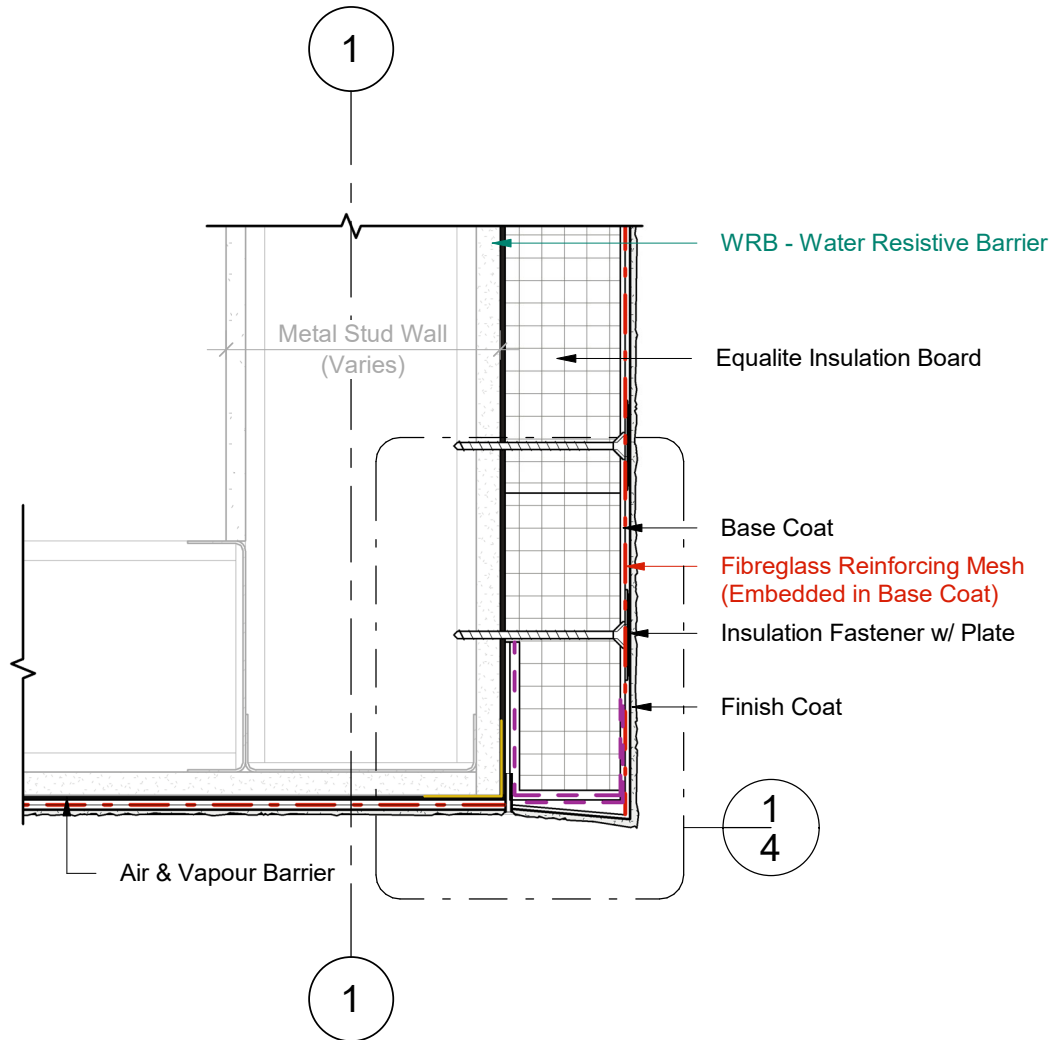 1
WRB - Water Resistive Barrier
Metal Stud Wall
(Varies)
Equalite Insulation Board
Base Coat
Fibreglass Reinforcing Mesh
(Embedded in Base Coat)
Insulation Fastener w/ Plate
Finish Coat
1
4
Air & Vapour Barrier
1